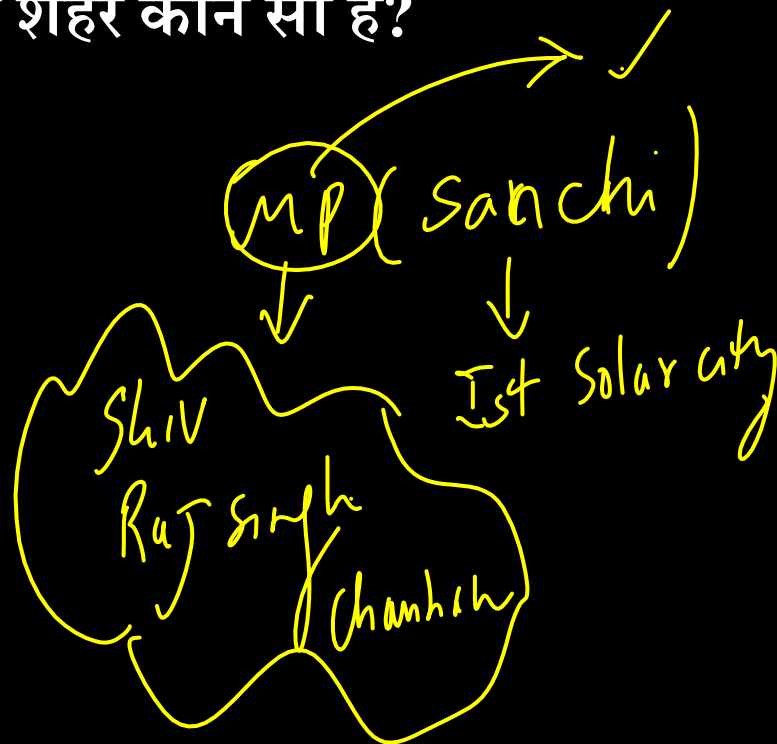 शहर कौन सा है?
MP (Sanchi)
Ist Solar city
Shiv
Raj Singh
Chauhan